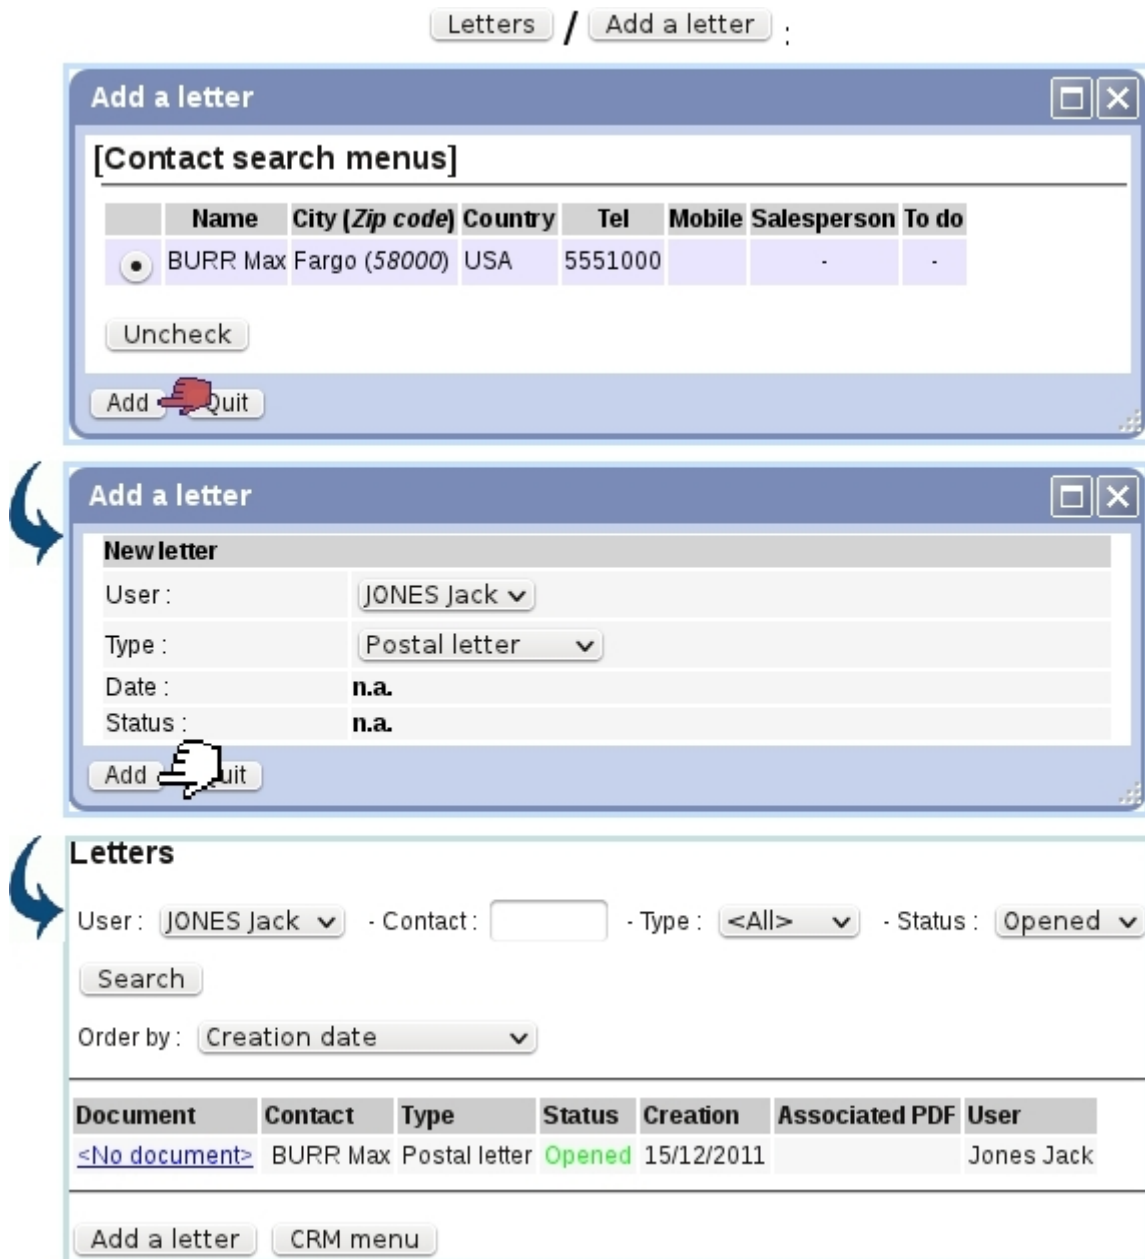 Letters / Add a letter :
Add a letter
[Contact search menus]
Name City (Zip code) Country Tel Mobile Salesperson To do
BURR Max Fargo (58000) USA 5551000 - -
Uncheck
Add Quit
Add a letter
New letter
User : JONES Jack
Type : Postal letter
Date : n.a.
Status : n.a.
Add uit
Letters
User : JONES Jack - Contact : - Type : <All> - Status : Opened
Search
Order by : Creation date
Document Contact Type Status Creation Associated PDF User
<No document> BURR Max Postal letter Opened 15/12/2011 Jones Jack
Add a letter CRM menu